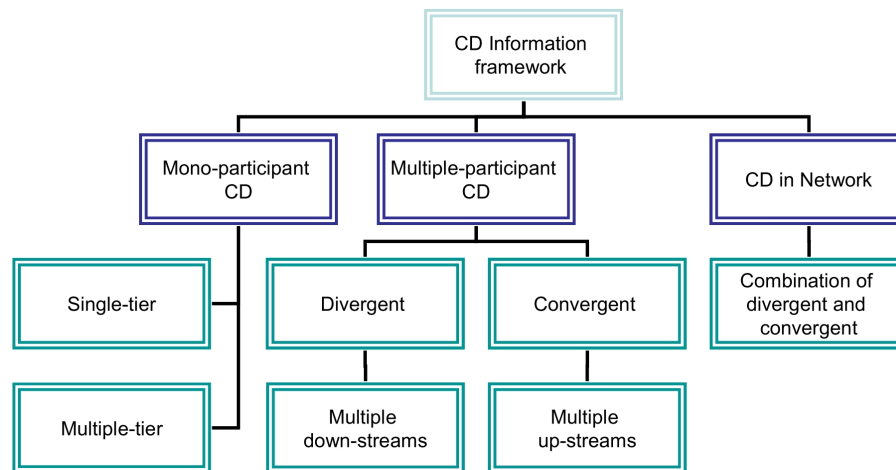 CD Information
framework
Mono-participant
CD
Multiple-participant
CD
CD in Network
Single-tier
Divergent
Convergent
Combination of
divergent and
convergent
Multiple-tier
Multiple
down-streams
Multiple
up-streams